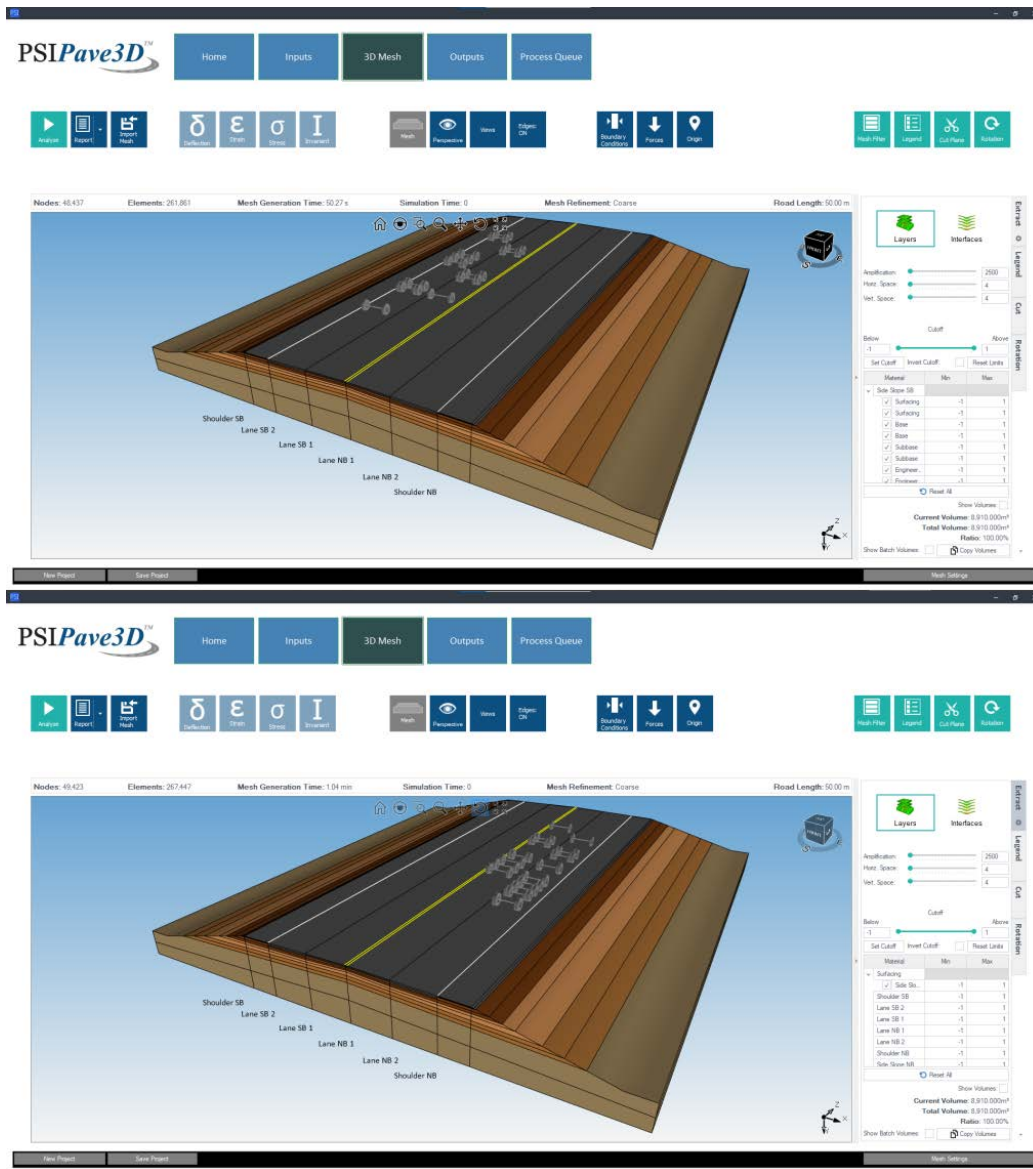 PSIPave3D™
Home
Inputs
3D Mesh
Outputs
Process Queue
Analyze
Report
Import Mesh
δ
Deflection
ε
Strain
σ
Stress
I
Invariant
Mesh
Perspective
Views
Edges: ON
Boundary Conditions
Forces
Origin
Mesh Filter
Legend
Cut Plane
Rotation
Nodes: 48,437 Elements: 261,861 Mesh Generation Time: 50.27 s Simulation Time: 0 Mesh Refinement: Coarse Road Length: 50.00 m
Shoulder SB
Lane SB 2
Lane SB 1
Lane NB 1
Lane NB 2
Shoulder NB
Z
X
Y
Layers
Interfaces
Extract
Legend
Cut
Rotation
Amplification: 2500
Horiz. Space: 4
Vert. Space: 4
Cutoff
Below Above
-1 1
Set Cutoff Invert Cutoff: Reset Limits
Material Min Max
Side Slope SB
Surfacing -1 1
Surfacing -1 1
Base -1 1
Base -1 1
Subbase -1 1
Subbase -1 1
Engineer... -1 1
Engineer... -1 1
Reset All
Show Volumes:
Current Volume: 8,910.000m³
Total Volume: 8,910.000m³
Ratio: 100.00%
Show Batch Volumes: Copy Volumes
New Project
Save Project
Mesh Settings
PSIPave3D™
Home
Inputs
3D Mesh
Outputs
Process Queue
Analyze
Report
Import Mesh
δ
Deflection
ε
Strain
σ
Stress
I
Invariant
Mesh
Perspective
Views
Edges: ON
Boundary Conditions
Forces
Origin
Mesh Filter
Legend
Cut Plane
Rotation
Nodes: 49,423 Elements: 267,447 Mesh Generation Time: 1.04 min Simulation Time: 0 Mesh Refinement: Coarse Road Length: 50.00 m
Shoulder SB
Lane SB 2
Lane SB 1
Lane NB 1
Lane NB 2
Shoulder NB
Z
X
Y
Layers
Interfaces
Extract
Legend
Cut
Rotation
Amplification: 2500
Horiz. Space: 4
Vert. Space: 4
Cutoff
Below Above
-1 1
Set Cutoff Invert Cutoff: Reset Limits
Material Min Max
Surfacing
Side Slo... -1 1
Shoulder SB -1 1
Lane SB 2 -1 1
Lane SB 1 -1 1
Lane NB 1 -1 1
Lane NB 2 -1 1
Shoulder NB -1 1
Side Slope NB -1 1
Reset All
Show Volumes:
Current Volume: 8,910.000m³
Total Volume: 8,910.000m³
Ratio: 100.00%
Show Batch Volumes: Copy Volumes
New Project
Save Project
Mesh Settings